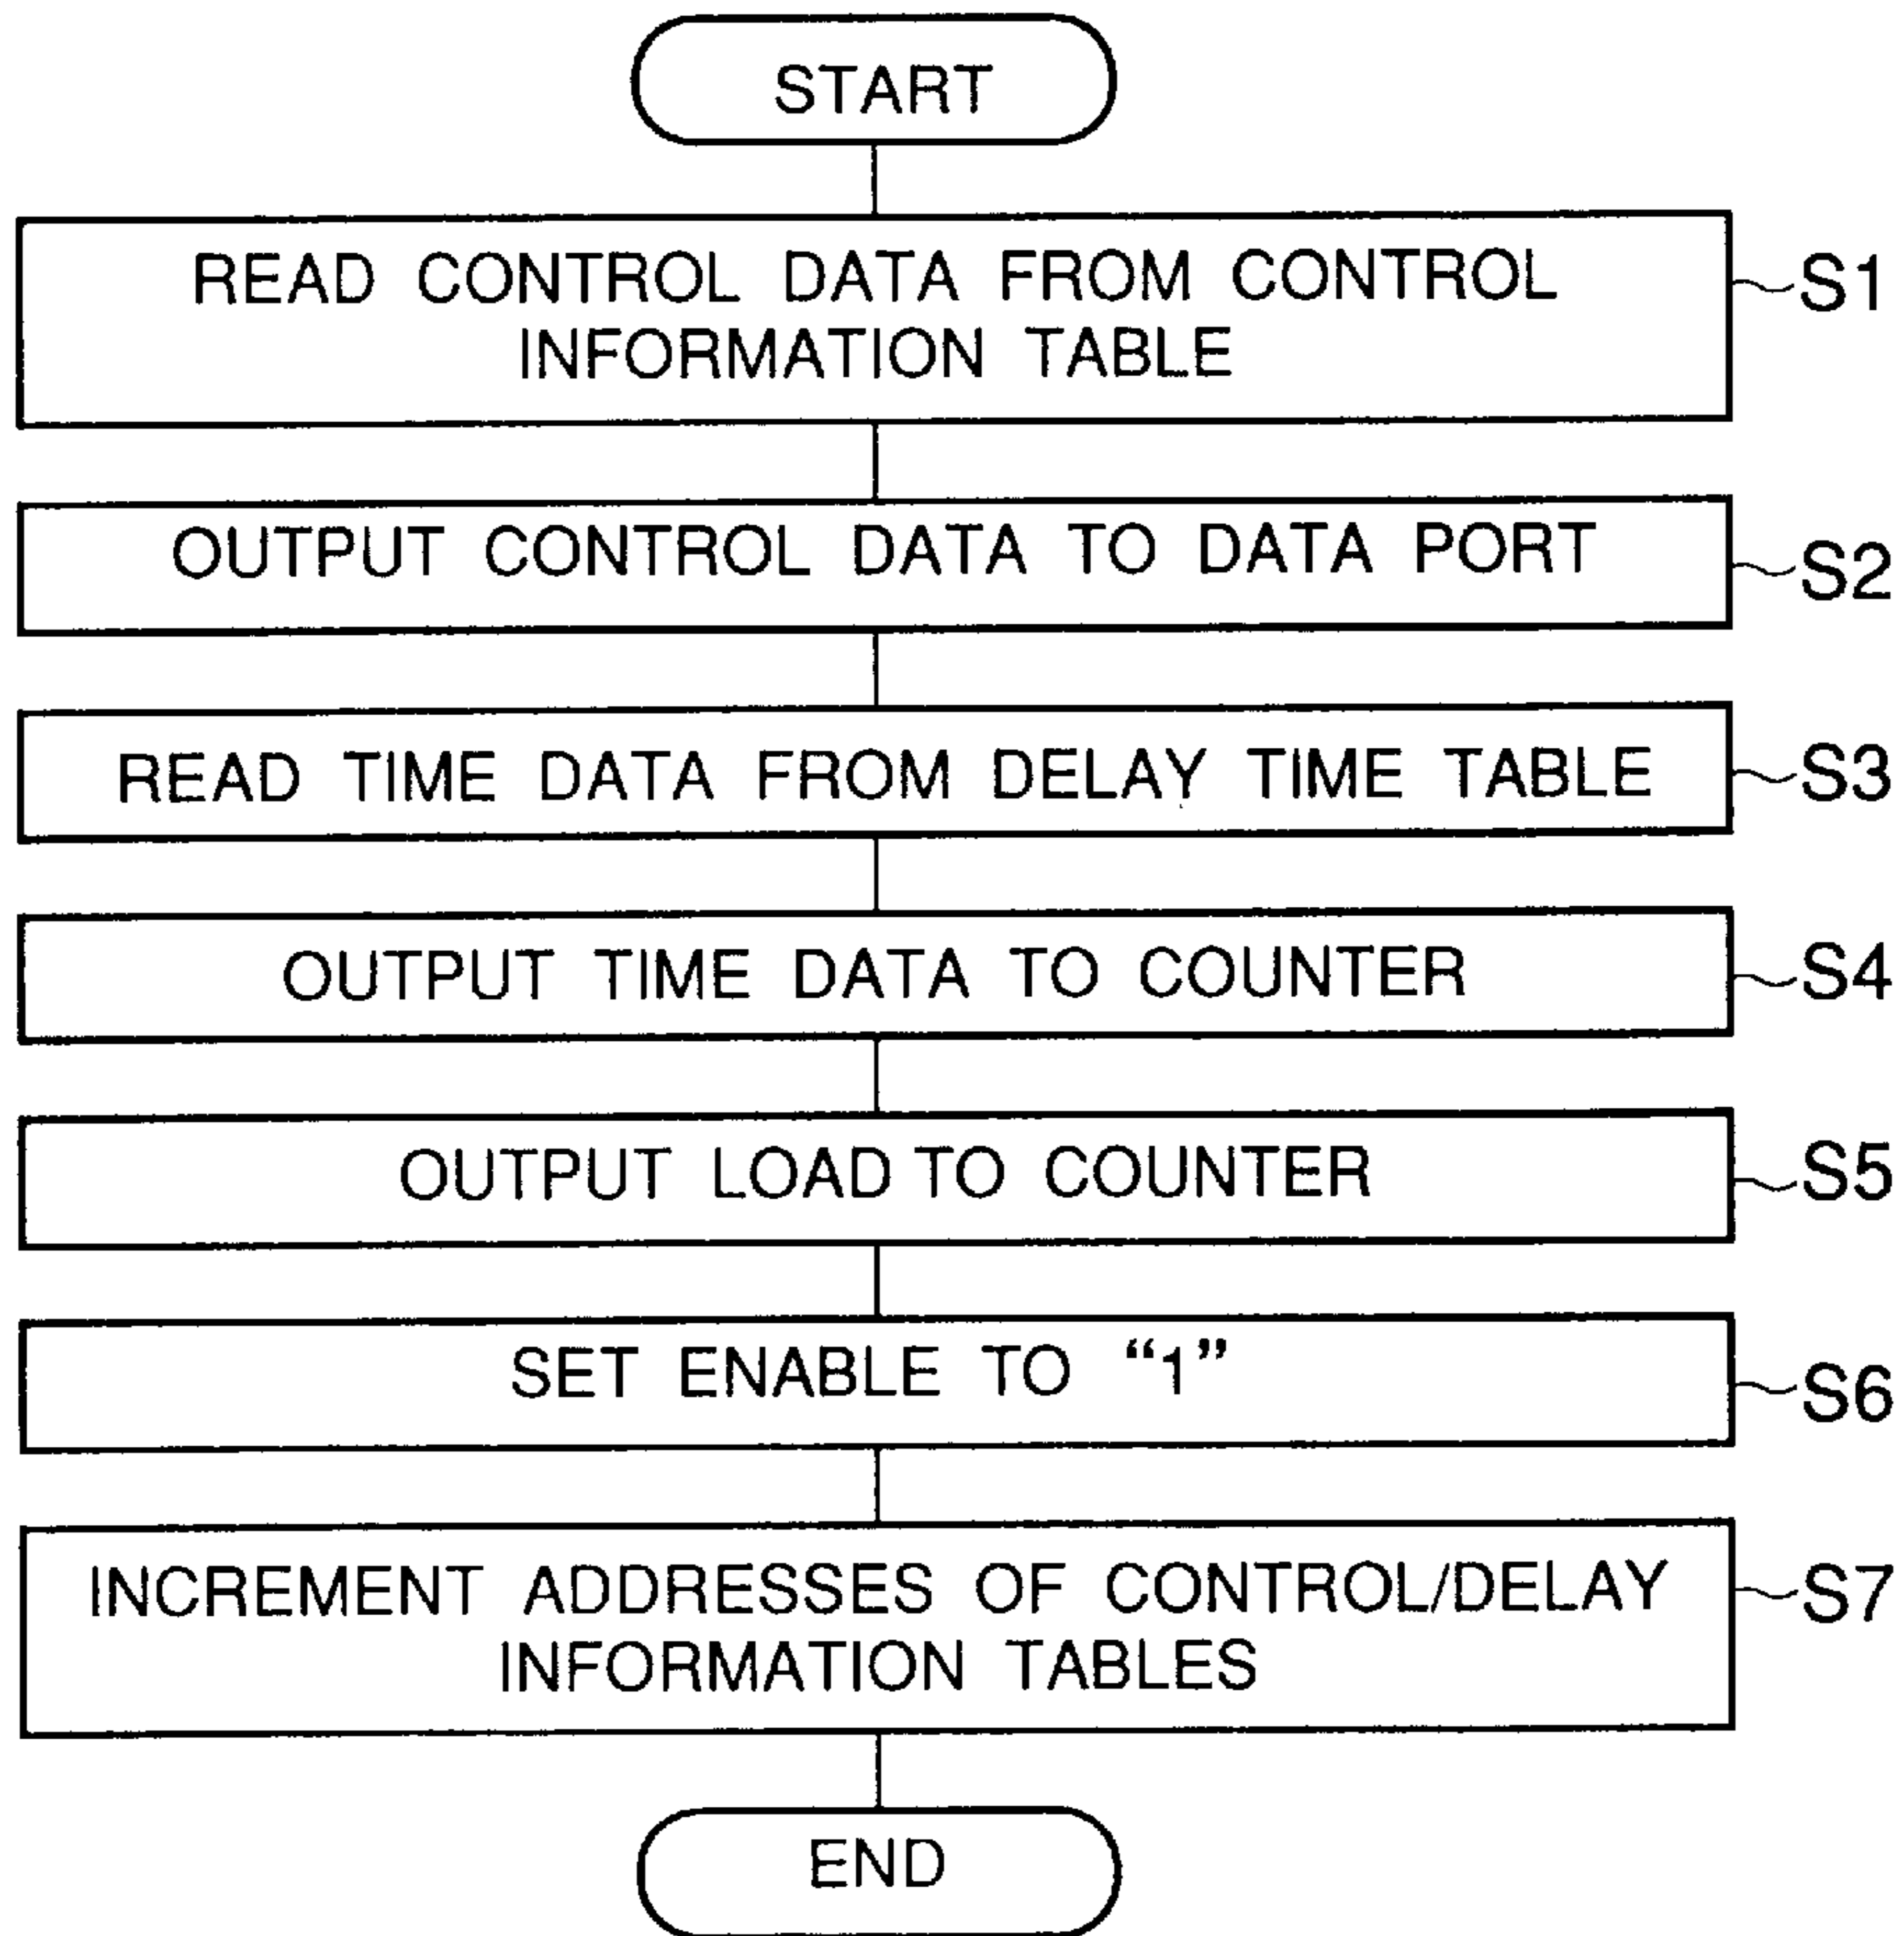 START
READ CONTROL DATA FROM CONTROL
INFORMATION TABLE
S1
OUTPUT CONTROL DATA TO DATA PORT
S2
READ TIME DATA FROM DELAY TIME TABLE
S3
OUTPUT TIME DATA TO COUNTER
S4
OUTPUT LOAD TO COUNTER
S5
SET ENABLE TO “1”
S6
INCREMENT ADDRESSES OF CONTROL/DELAY
INFORMATION TABLES
S7
END